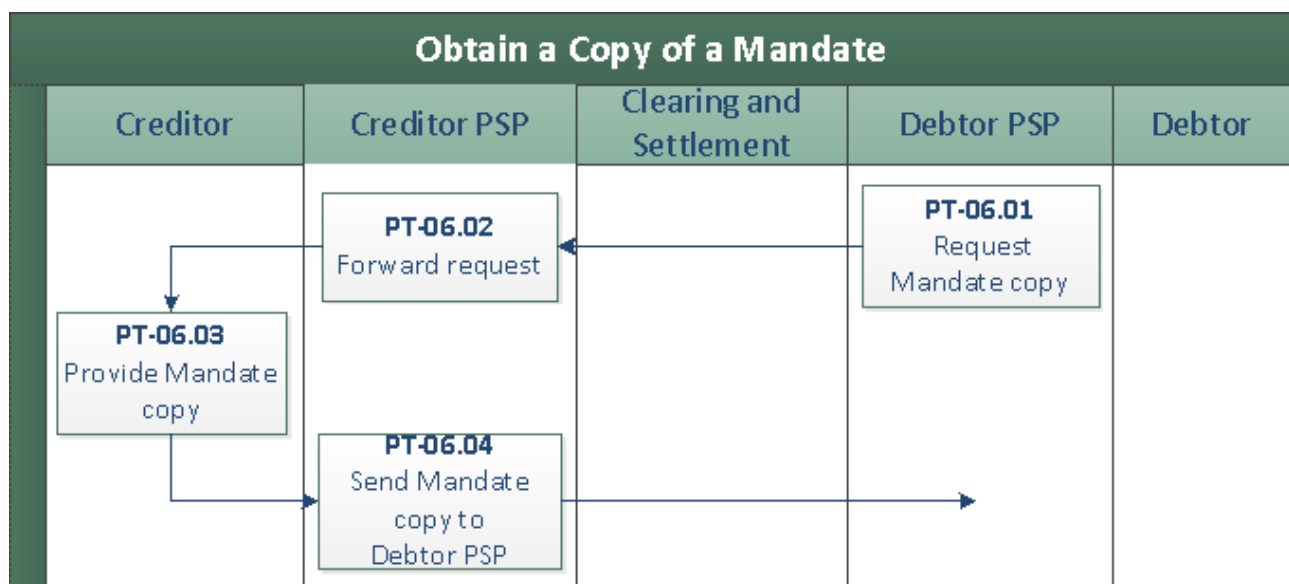 Obtain a Copy of a Mandate
Creditor
Creditor PSP
Clearing and
Settlement
Debtor PSP
Debtor
PT-06.01
Request
Mandate copy
PT-06.02
Forward request
PT-06.03
Provide Mandate
copy
PT-06.04
Send Mandate
copy to
Debtor PSP